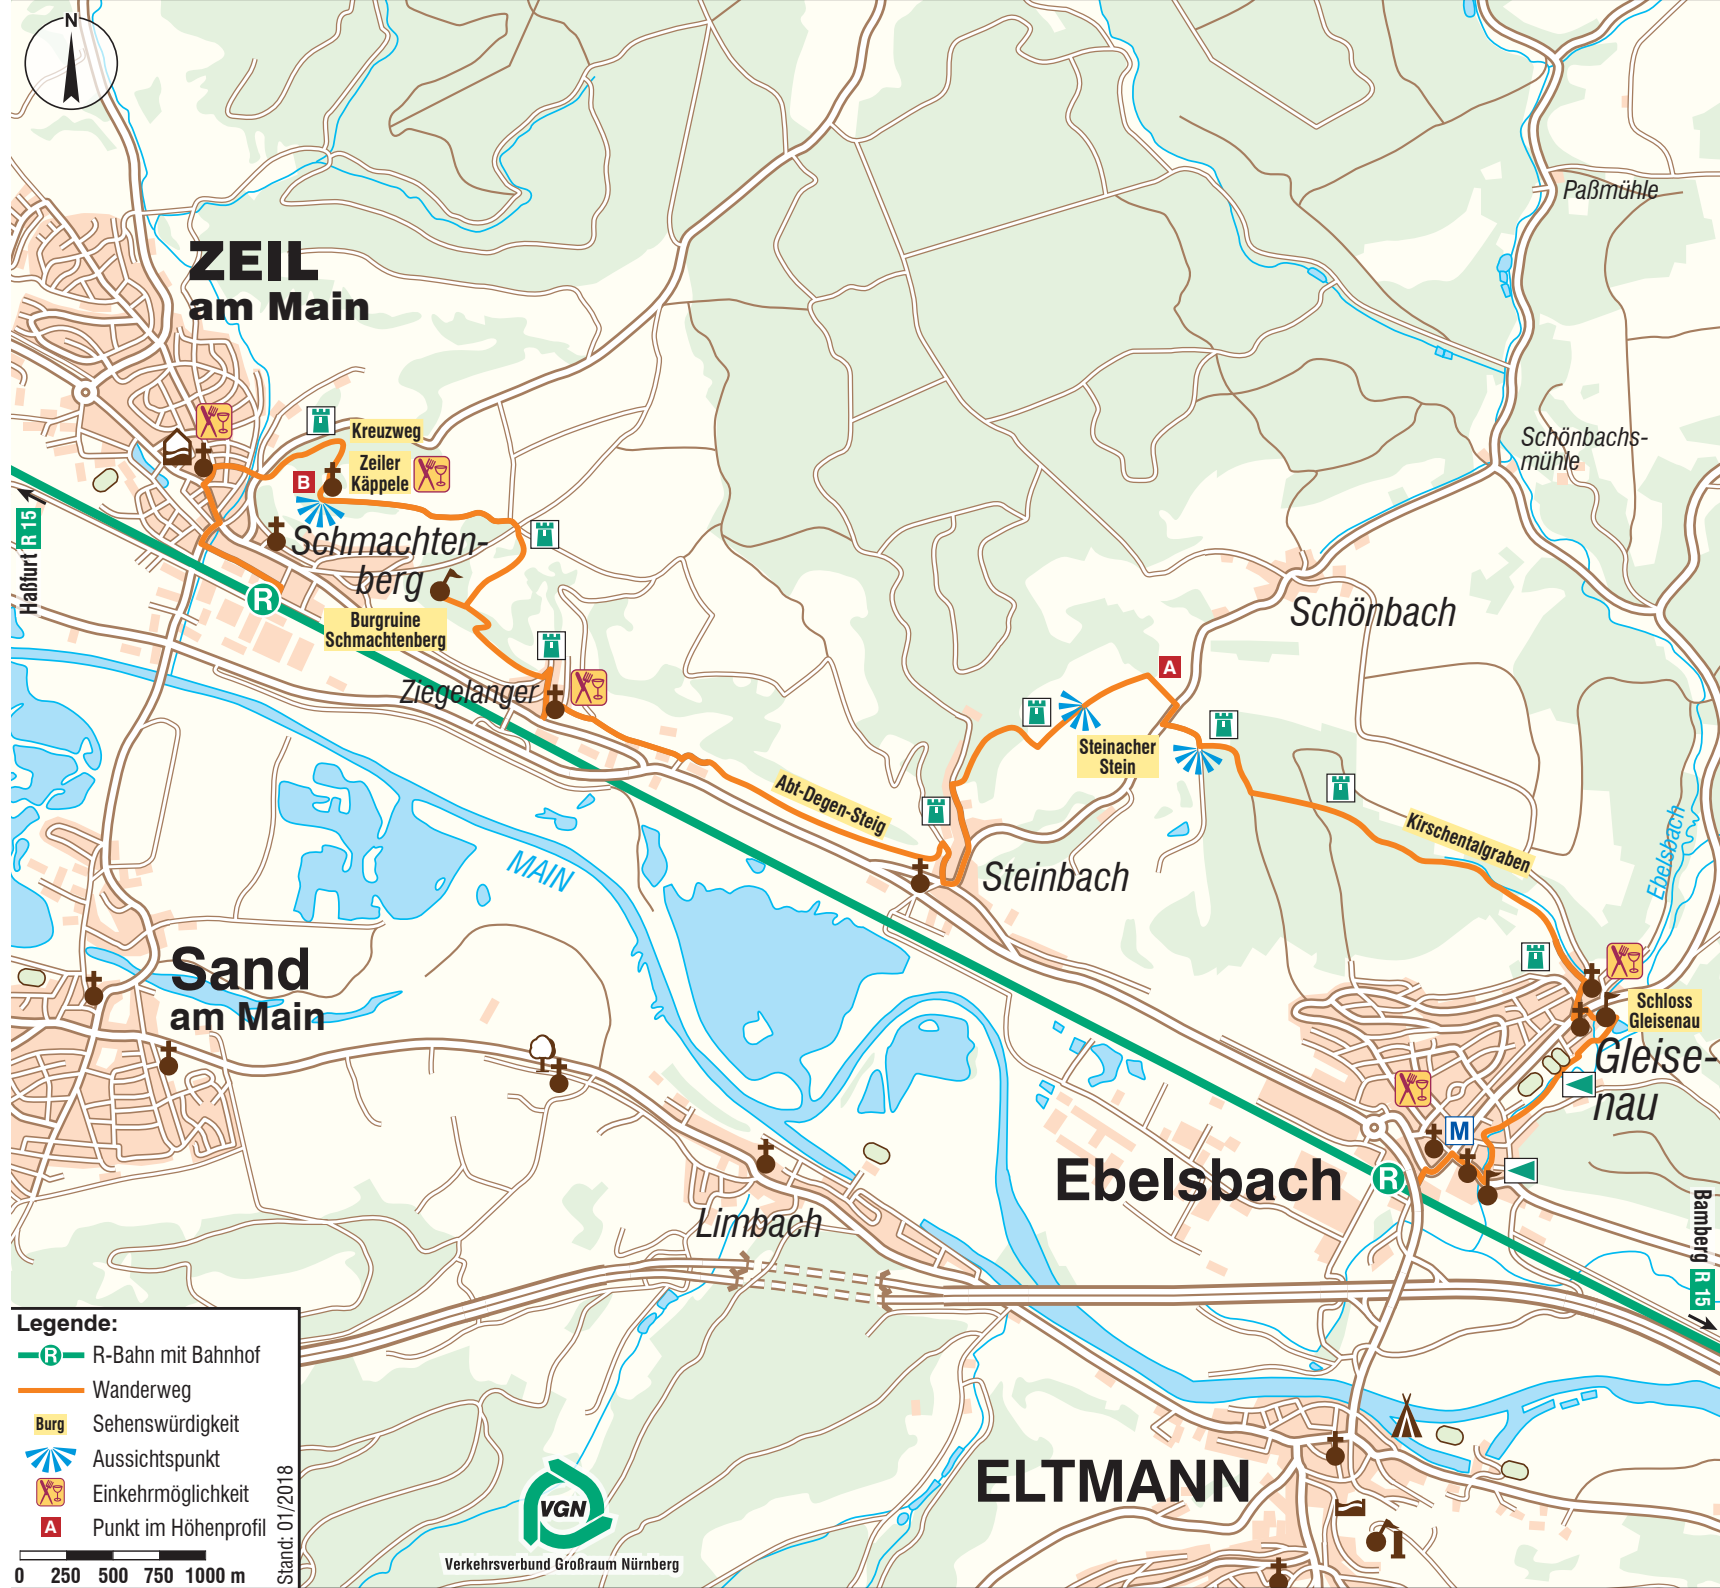 N
Paßmühle
ZEIL
am Main
Kreuzweg
Zeiler
Käppele
B
Schönbachs-
mühle
Haßfurt R 15
Schmachten-
berg
R
Burgruine
Schmachtenberg
Schönbach
A
Ziegelanger
Steinacher
Stein
Abt-Degen-Steig
Kirschentalgraben
Ebelsbach
MAIN
Steinbach
Sand
am Main
Schloss
Gleisenau
Gleise-
nau
M
Ebelsbach
R
Limbach
Bamberg R 15
Legende:
R R-Bahn mit Bahnhof
Wanderweg
Burg Sehenswürdigkeit
Aussichtspunkt
Einkehrmöglichkeit
A Punkt im Höhenprofil
0 250 500 750 1000 m
Stand: 01/2018
VGN
Verkehrsverbund Großraum Nürnberg
ELTMANN